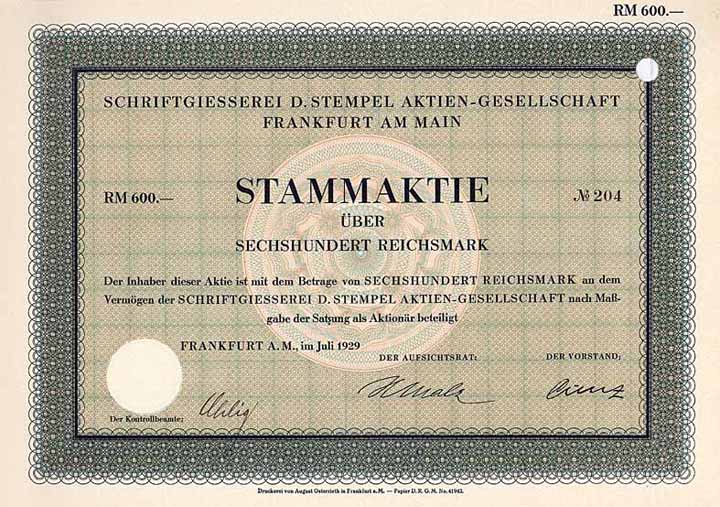 RM 600.—
SCHRIFTGIESSEREI D. STEMPEL AKTIEN-GESELLSCHAFT
FRANKFURT AM MAIN
RM 600.— STAMMAKTIE № 204
ÜBER
SECHSHUNDERT REICHSMARK
Der Inhaber dieser Aktie ist mit dem Betrage von SECHSHUNDERT REICHSMARK an dem
Vermögen der SCHRIFTGIESSEREI D. STEMPEL AKTIEN-GESELLSCHAFT nach Maß-
gabe der Satzung als Aktionär beteiligt
FRANKFURT A. M., im Juli 1929
DER AUFSICHTSRAT: DER VORSTAND:
Der Kontrollbeamte:
Druckerei von August Osterrieth in Frankfurt a. M. — Papier D. R. G. M. No. 41943.